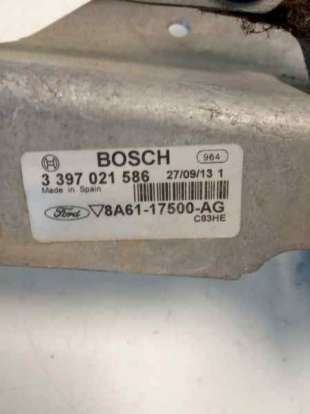 BOSCH 964
3 397 021 586 27/09/13 1
Made in Spain
Ford 8A61-17500-AG
C83HE